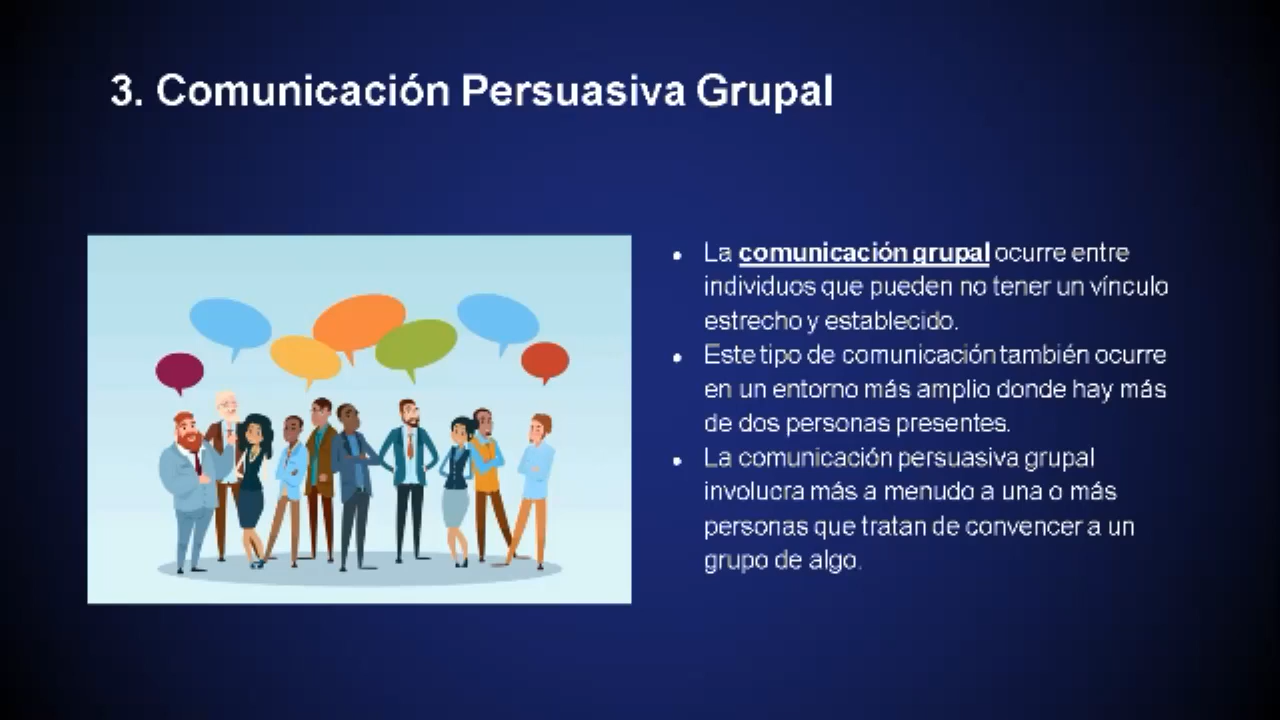 3. Comunicación Persuasiva Grupal
• La comunicación grupal ocurre entre
individuos que pueden no tener un vínculo
estrecho y establecido.
• Este tipo de comunicación también ocurre
en un entorno más amplio donde hay más
de dos personas presentes.
• La comunicación persuasiva grupal
involucra más a menudo a una o más
personas que tratan de convencer a un
grupo de algo.